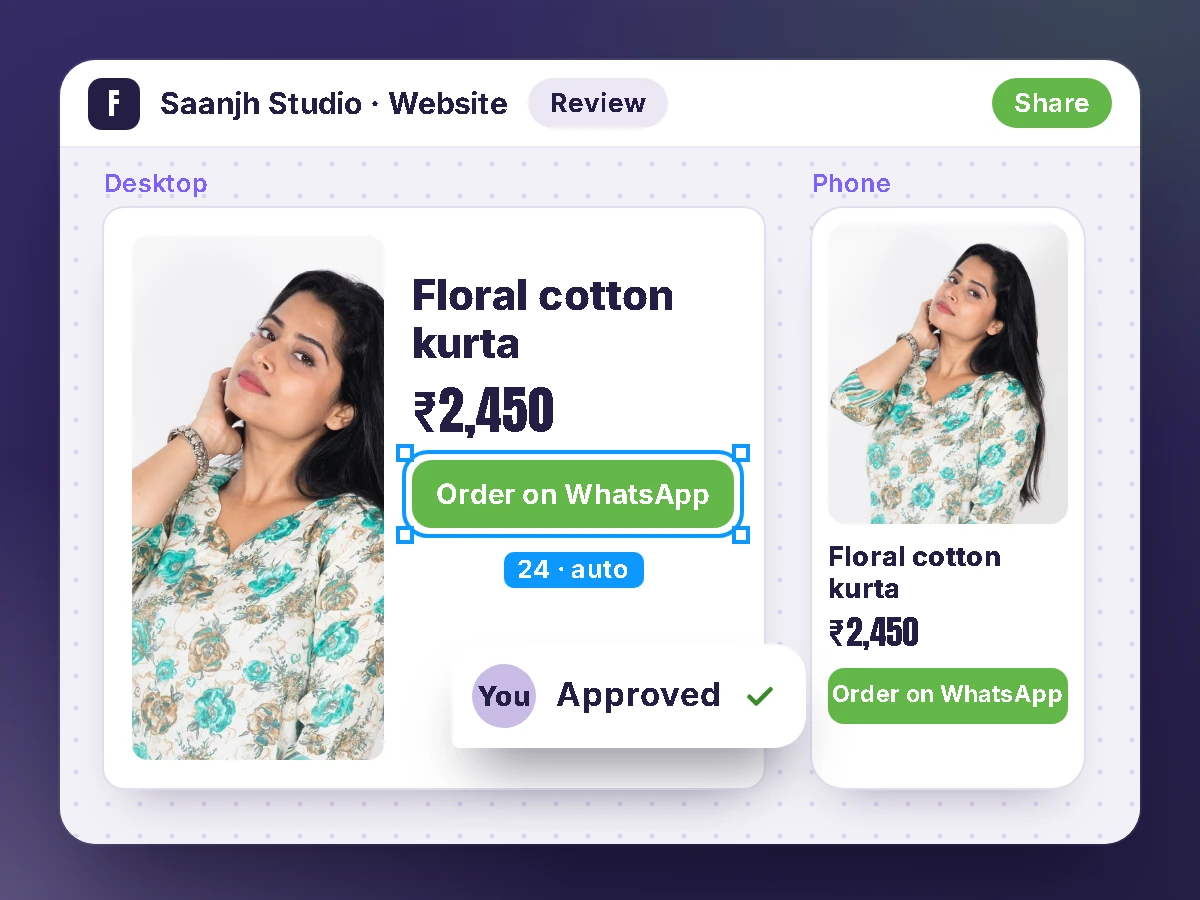 F
Saanjh Studio · Website
Review
Share
Desktop
Floral cotton
kurta
₹2,450
Order on WhatsApp
24 · auto
You
Approved
Phone
Floral cotton
kurta
₹2,450
Order on WhatsApp